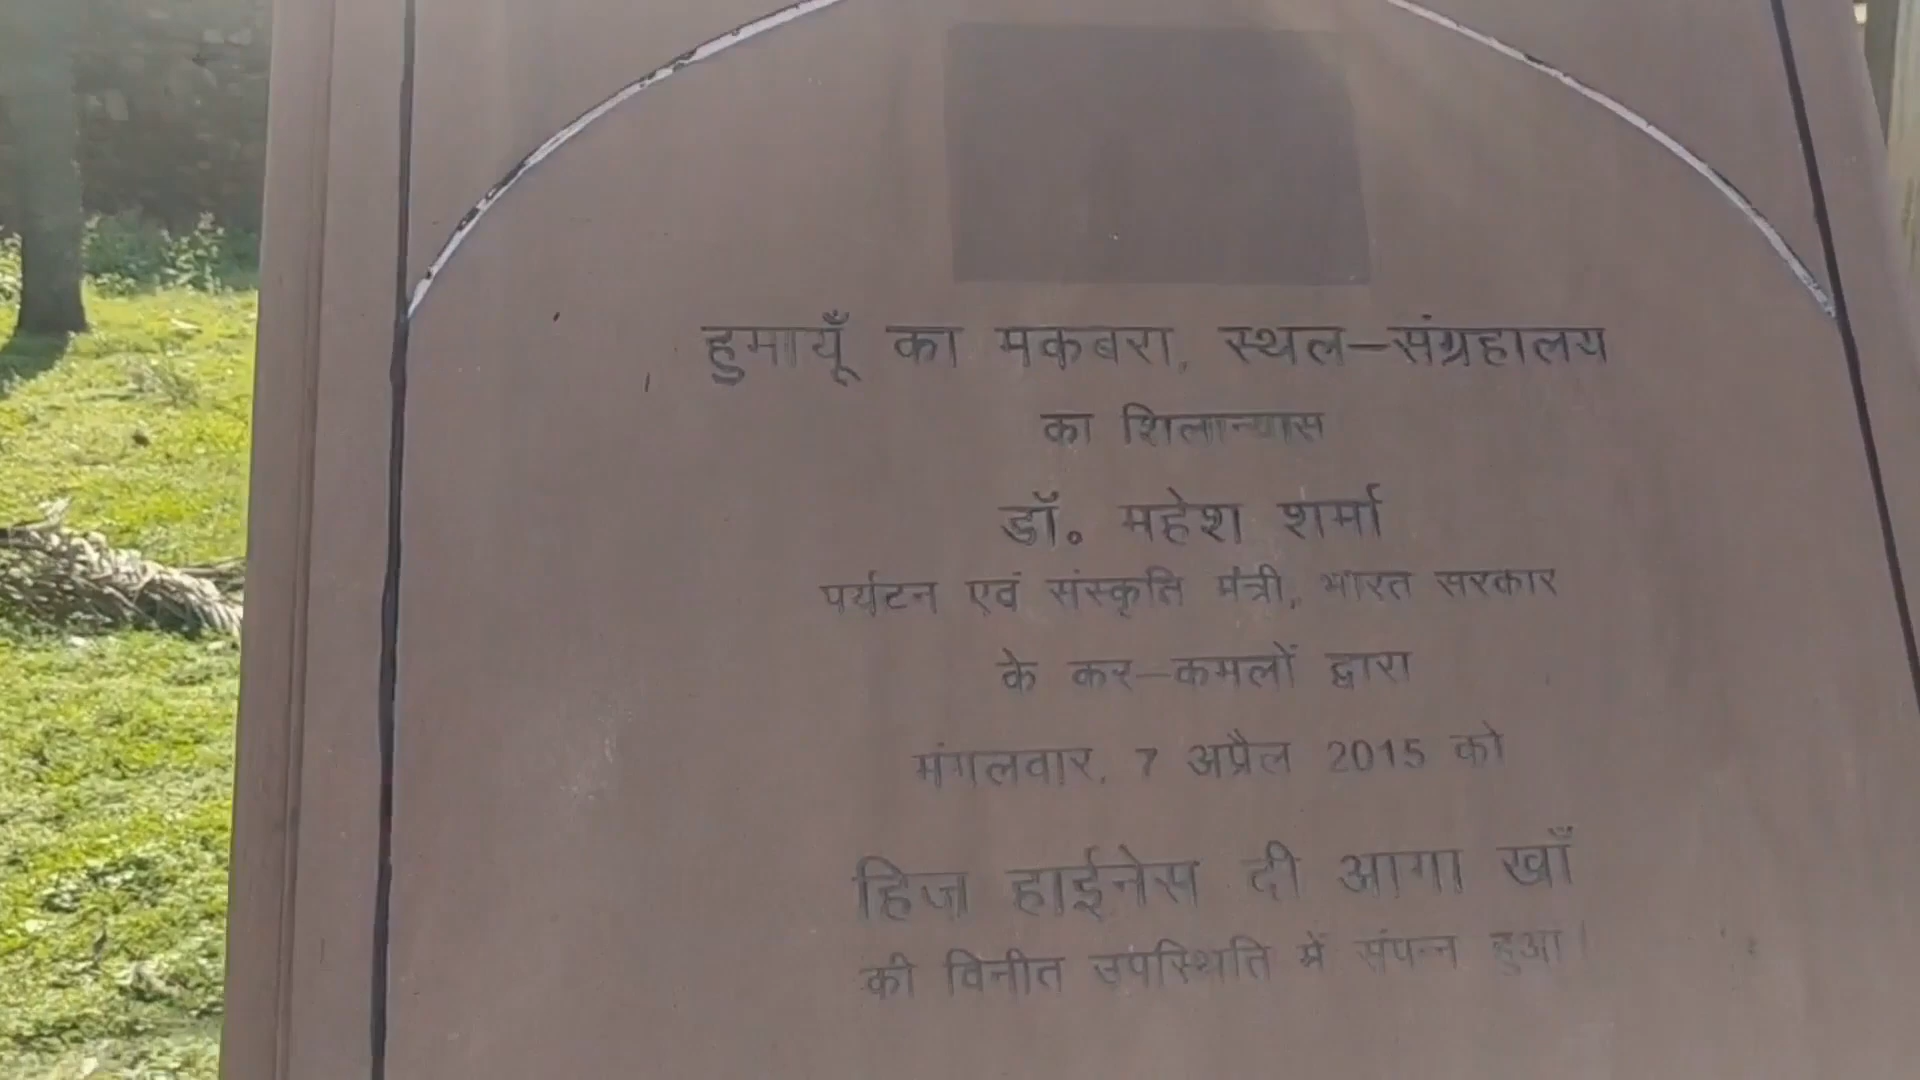 हुमायूँ का मकबरा, स्थल–संग्रहालय
का शिलान्यास
डॉ॰ महेश शर्मा
पर्यटन एवं संस्कृति मंत्री, भारत सरकार
के कर–कमलों द्वारा
मंगलवार, 7 अप्रैल 2015 को
हिज़ हाईनेस दी आगा खाँ
की विनीत उपस्थिति में संपन्न हुआ।